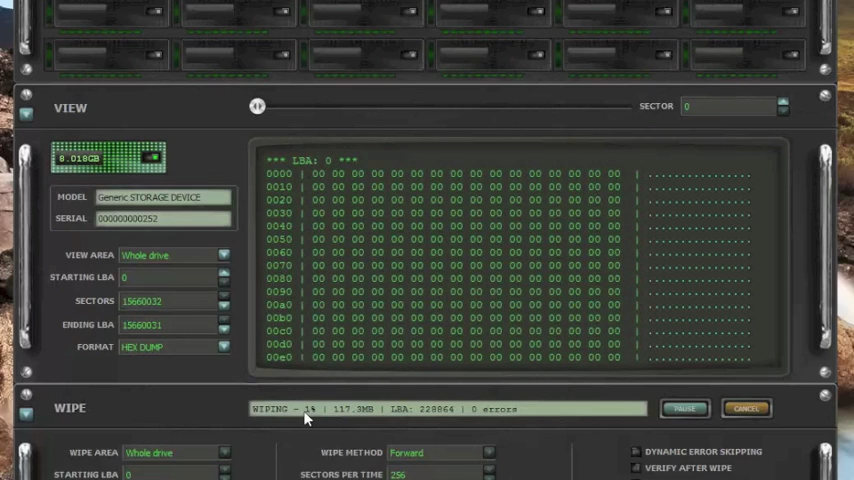 VIEW
SECTOR 0
8.018GB
MODEL Generic STORAGE DEVICE
SERIAL 000000000252
VIEW AREA Whole drive
STARTING LBA 0
SECTORS 15660032
ENDING LBA 15660031
FORMAT HEX DUMP
*** LBA: 0 ***
0000 | 00 00 00 00 00 00 00 00 00 00 00 00 00 00 00 00 | ................
0010 | 00 00 00 00 00 00 00 00 00 00 00 00 00 00 00 00 | ................
0020 | 00 00 00 00 00 00 00 00 00 00 00 00 00 00 00 00 | ................
0030 | 00 00 00 00 00 00 00 00 00 00 00 00 00 00 00 00 | ................
0040 | 00 00 00 00 00 00 00 00 00 00 00 00 00 00 00 00 | ................
0050 | 00 00 00 00 00 00 00 00 00 00 00 00 00 00 00 00 | ................
0060 | 00 00 00 00 00 00 00 00 00 00 00 00 00 00 00 00 | ................
0070 | 00 00 00 00 00 00 00 00 00 00 00 00 00 00 00 00 | ................
0080 | 00 00 00 00 00 00 00 00 00 00 00 00 00 00 00 00 | ................
0090 | 00 00 00 00 00 00 00 00 00 00 00 00 00 00 00 00 | ................
00a0 | 00 00 00 00 00 00 00 00 00 00 00 00 00 00 00 00 | ................
00b0 | 00 00 00 00 00 00 00 00 00 00 00 00 00 00 00 00 | ................
00c0 | 00 00 00 00 00 00 00 00 00 00 00 00 00 00 00 00 | ................
00d0 | 00 00 00 00 00 00 00 00 00 00 00 00 00 00 00 00 | ................
00e0 | 00 00 00 00 00 00 00 00 00 00 00 00 00 00 00 00 | ................
WIPE
WIPING - 1% | 117.3MB | LBA: 228864 | 0 errors
PAUSE
CANCEL
WIPE AREA Whole drive
STARTING LBA 0
WIPE METHOD Forward
SECTORS PER TIME 256
DYNAMIC ERROR SKIPPING
VERIFY AFTER WIPE